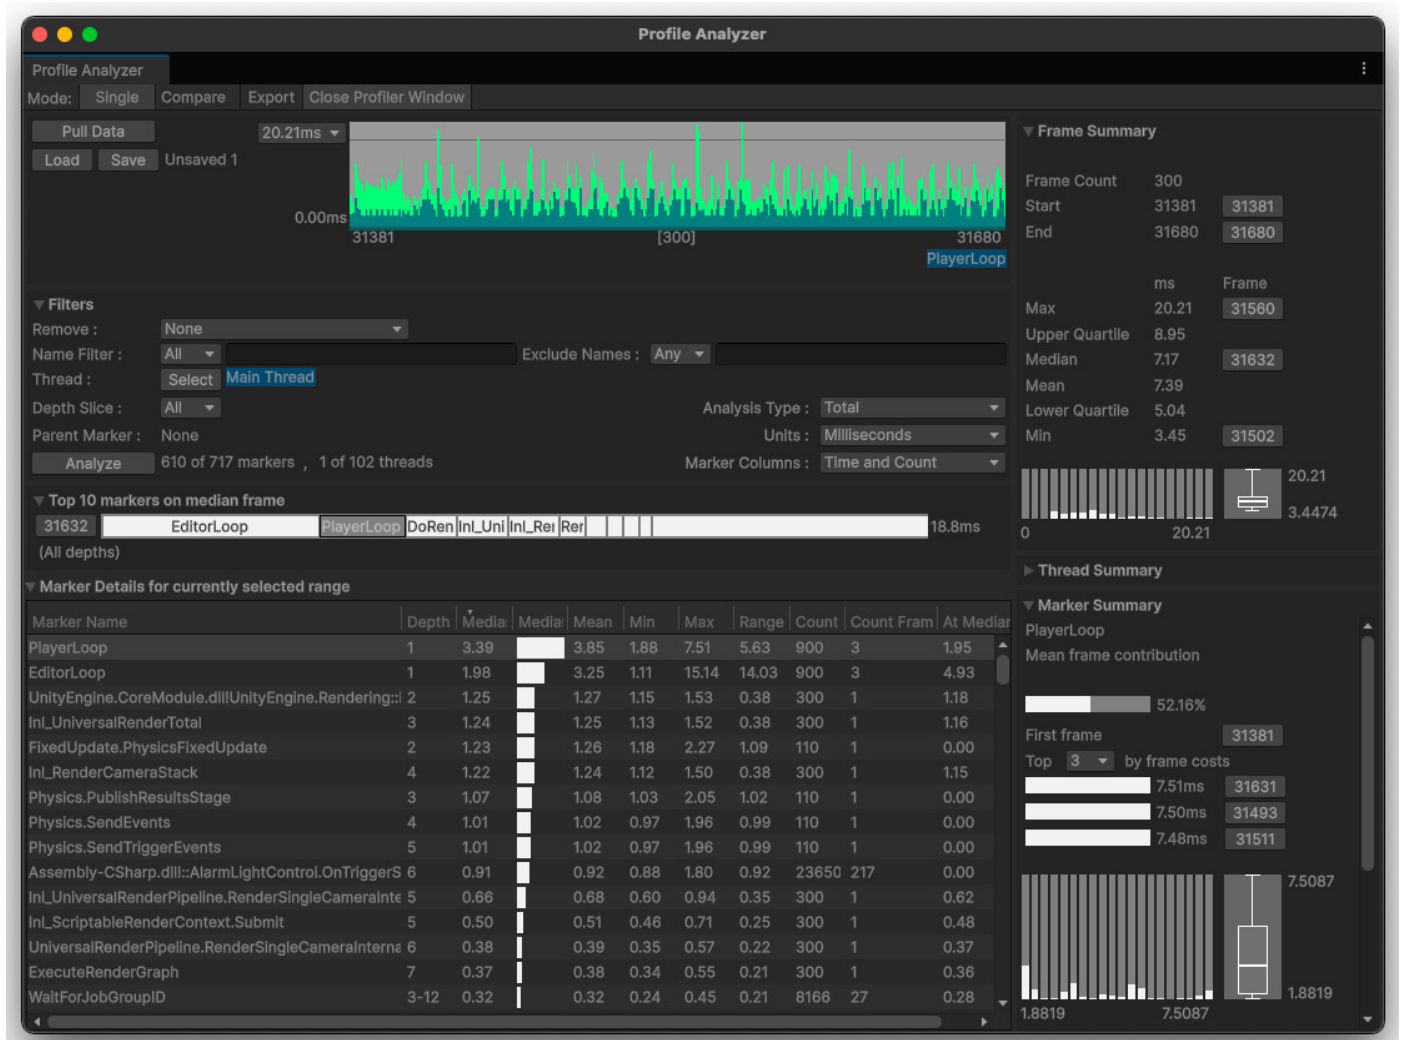 Profile Analyzer
Profile Analyzer
Mode: Single Compare Export Close Profiler Window
Pull Data
20.21ms
Load Save Unsaved 1
0.00ms
31381 [300] 31680
PlayerLoop
Filters
Remove : None
Name Filter : All Exclude Names : Any
Thread : Select Main Thread
Depth Slice : All Analysis Type : Total
Parent Marker : None Units : Milliseconds
Analyze 610 of 717 markers , 1 of 102 threads Marker Columns : Time and Count
Top 10 markers on median frame
31632 EditorLoop PlayerLoop DoRen Inl_Uni Inl_Rei Rer 18.8ms
(All depths)
Marker Details for currently selected range
Marker Name Depth Media Media Mean Min Max Range Count Count Fram At Median
PlayerLoop 1 3.39 3.85 1.88 7.51 5.63 900 3 1.95
EditorLoop 1 1.98 3.25 1.11 15.14 14.03 900 3 4.93
UnityEngine.CoreModule.dll!UnityEngine.Rendering::I 2 1.25 1.27 1.15 1.53 0.38 300 1 1.18
Inl_UniversalRenderTotal 3 1.24 1.25 1.13 1.52 0.38 300 1 1.16
FixedUpdate.PhysicsFixedUpdate 2 1.23 1.26 1.18 2.27 1.09 110 1 0.00
Inl_RenderCameraStack 4 1.22 1.24 1.12 1.50 0.38 300 1 1.15
Physics.PublishResultsStage 3 1.07 1.08 1.03 2.05 1.02 110 1 0.00
Physics.SendEvents 4 1.01 1.02 0.97 1.96 0.99 110 1 0.00
Physics.SendTriggerEvents 5 1.01 1.02 0.97 1.96 0.99 110 1 0.00
Assembly-CSharp.dll!::AlarmLightControl.OnTriggerS 6 0.91 0.92 0.88 1.80 0.92 23650 217 0.00
Inl_UniversalRenderPipeline.RenderSingleCameraInte 5 0.66 0.68 0.60 0.94 0.35 300 1 0.62
Inl_ScriptableRenderContext.Submit 5 0.50 0.51 0.46 0.71 0.25 300 1 0.48
UniversalRenderPipeline.RenderSingleCameraInterna 6 0.38 0.39 0.35 0.57 0.22 300 1 0.37
ExecuteRenderGraph 7 0.37 0.38 0.34 0.55 0.21 300 1 0.36
WaitForJobGroupID 3-12 0.32 0.32 0.24 0.45 0.21 8166 27 0.28
Frame Summary
Frame Count 300
Start 31381 31381
End 31680 31680
ms Frame
Max 20.21 31560
Upper Quartile 8.95
Median 7.17 31632
Mean 7.39
Lower Quartile 5.04
Min 3.45 31502
20.21
3.4474
0 20.21
Thread Summary
Marker Summary
PlayerLoop
Mean frame contribution
52.16%
First frame 31381
Top 3 by frame costs
7.51ms 31631
7.50ms 31493
7.48ms 31511
7.5087
1.8819
1.8819 7.5087